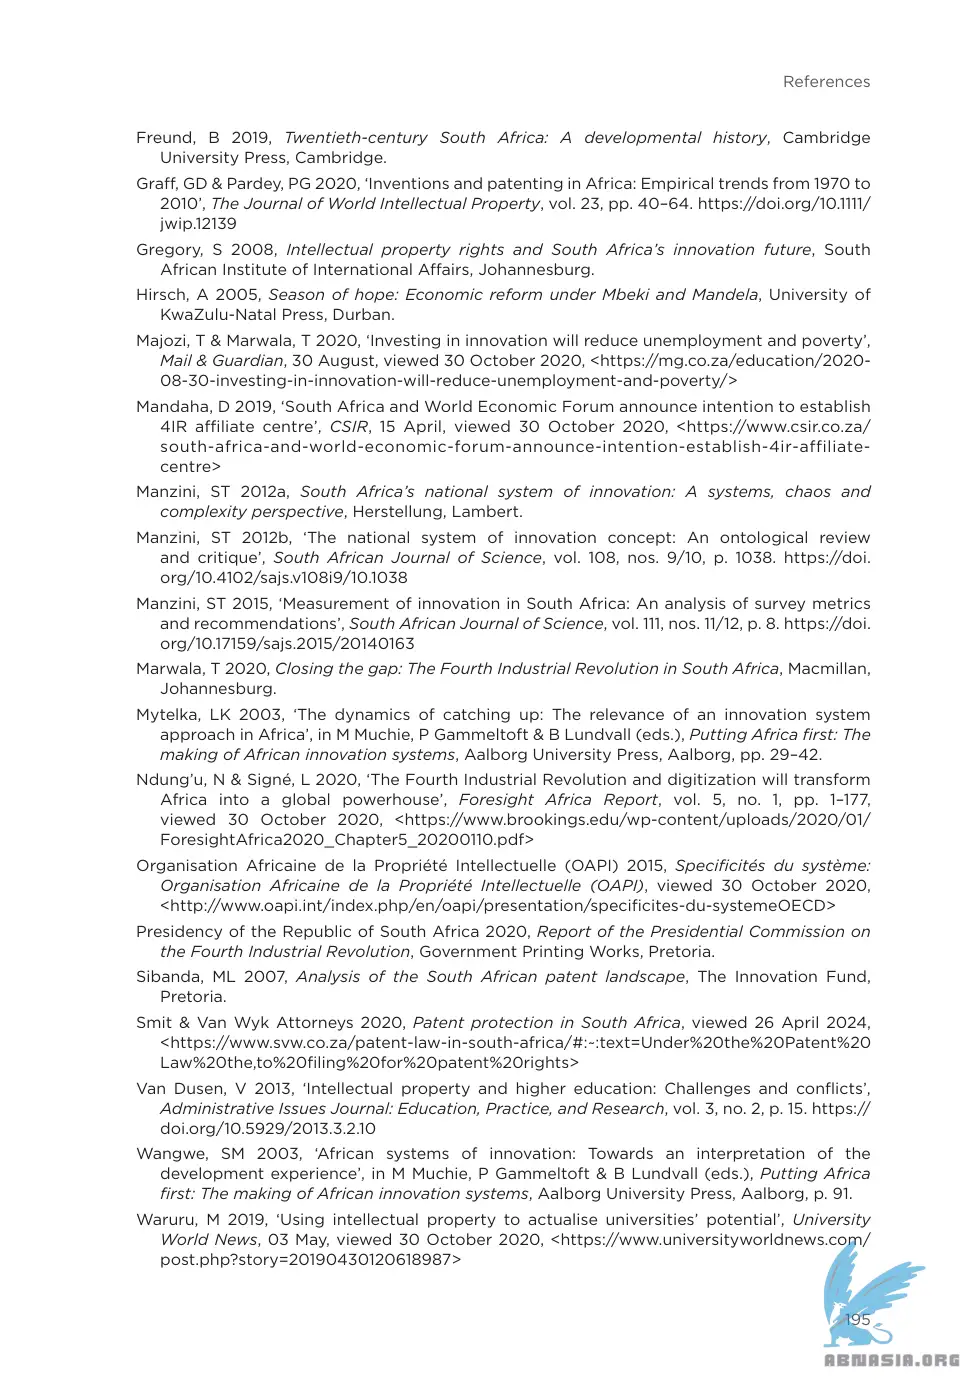 References
Freund, B 2019, Twentieth-century South Africa: A developmental history, Cambridge
University Press, Cambridge.
Graff, GD & Pardey, PG 2020, ‘Inventions and patenting in Africa: Empirical trends from 1970 to
2010’, The Journal of World Intellectual Property, vol. 23, pp. 40–64. https://doi.org/10.1111/
jwip.12139
Gregory, S 2008, Intellectual property rights and South Africa’s innovation future, South
African Institute of International Affairs, Johannesburg.
Hirsch, A 2005, Season of hope: Economic reform under Mbeki and Mandela, University of
KwaZulu-Natal Press, Durban.
Majozi, T & Marwala, T 2020, ‘Investing in innovation will reduce unemployment and poverty’,
Mail & Guardian, 30 August, viewed 30 October 2020, <https://mg.co.za/education/2020-
08-30-investing-in-innovation-will-reduce-unemployment-and-poverty/>
Mandaha, D 2019, ‘South Africa and World Economic Forum announce intention to establish
4IR affiliate centre’, CSIR, 15 April, viewed 30 October 2020, <https://www.csir.co.za/
south-africa-and-world-economic-forum-announce-intention-establish-4ir-affiliate-
centre>
Manzini, ST 2012a, South Africa’s national system of innovation: A systems, chaos and
complexity perspective, Herstellung, Lambert.
Manzini, ST 2012b, ‘The national system of innovation concept: An ontological review
and critique’, South African Journal of Science, vol. 108, nos. 9/10, p. 1038. https://doi.
org/10.4102/sajs.v108i9/10.1038
Manzini, ST 2015, ‘Measurement of innovation in South Africa: An analysis of survey metrics
and recommendations’, South African Journal of Science, vol. 111, nos. 11/12, p. 8. https://doi.
org/10.17159/sajs.2015/20140163
Marwala, T 2020, Closing the gap: The Fourth Industrial Revolution in South Africa, Macmillan,
Johannesburg.
Mytelka, LK 2003, ‘The dynamics of catching up: The relevance of an innovation system
approach in Africa’, in M Muchie, P Gammeltoft & B Lundvall (eds.), Putting Africa first: The
making of African innovation systems, Aalborg University Press, Aalborg, pp. 29–42.
Ndung’u, N & Signé, L 2020, ‘The Fourth Industrial Revolution and digitization will transform
Africa into a global powerhouse’, Foresight Africa Report, vol. 5, no. 1, pp. 1–177,
viewed 30 October 2020, <https://www.brookings.edu/wp-content/uploads/2020/01/
ForesightAfrica2020_Chapter5_20200110.pdf>
Organisation Africaine de la Propriété Intellectuelle (OAPI) 2015, Specificités du système:
Organisation Africaine de la Propriété Intellectuelle (OAPI), viewed 30 October 2020,
<http://www.oapi.int/index.php/en/oapi/presentation/specificites-du-systemeOECD>
Presidency of the Republic of South Africa 2020, Report of the Presidential Commission on
the Fourth Industrial Revolution, Government Printing Works, Pretoria.
Sibanda, ML 2007, Analysis of the South African patent landscape, The Innovation Fund,
Pretoria.
Smit & Van Wyk Attorneys 2020, Patent protection in South Africa, viewed 26 April 2024,
<https://www.svw.co.za/patent-law-in-south-africa/#:~:text=Under%20the%20Patent%20
Law%20the,to%20filing%20for%20patent%20rights>
Van Dusen, V 2013, ‘Intellectual property and higher education: Challenges and conflicts’,
Administrative Issues Journal: Education, Practice, and Research, vol. 3, no. 2, p. 15. https://
doi.org/10.5929/2013.3.2.10
Wangwe, SM 2003, ‘African systems of innovation: Towards an interpretation of the
development experience’, in M Muchie, P Gammeltoft & B Lundvall (eds.), Putting Africa
first: The making of African innovation systems, Aalborg University Press, Aalborg, p. 91.
Waruru, M 2019, ‘Using intellectual property to actualise universities’ potential’, University
World News, 03 May, viewed 30 October 2020, <https://www.universityworldnews.com/
post.php?story=20190430120618987>
195
ABNASIA.ORG